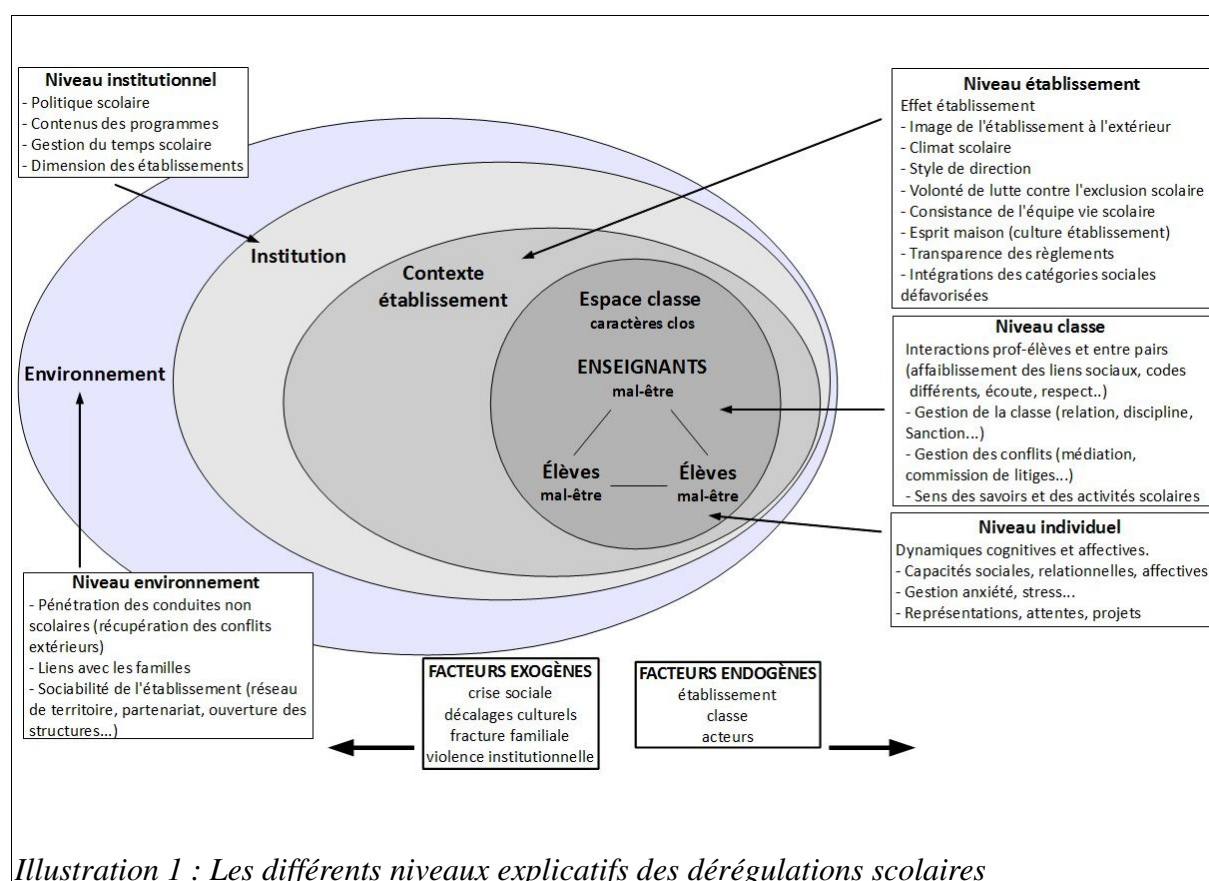 Niveau institutionnel
- Politique scolaire
- Contenus des programmes
- Gestion du temps scolaire
- Dimension des établissements
Niveau établissement
Effet établissement
- Image de l'établissement à l'extérieur
- Climat scolaire
- Style de direction
- Volonté de lutte contre l'exclusion scolaire
- Consistance de l'équipe vie scolaire
- Esprit maison (culture établissement)
- Transparence des règlements
- Intégrations des catégories sociales
défavorisées
Institution
Contexte
établissement
Espace classe
caractères clos
ENSEIGNANTS
mal-être
Élèves
mal-être
Élèves
mal-être
Environnement
Niveau classe
Interactions prof-élèves et entre pairs
(affaiblissement des liens sociaux, codes
différents, écoute, respect..)
- Gestion de la classe (relation, discipline,
Sanction...)
- Gestion des conflits (médiation,
commission de litiges...)
- Sens des savoirs et des activités scolaires
Niveau individuel
Dynamiques cognitives et affectives.
- Capacités sociales, relationnelles, affectives
- Gestion anxiété, stress...
- Représentations, attentes, projets
Niveau environnement
- Pénétration des conduites non
scolaires (récupération des conflits
extérieurs)
- Liens avec les familles
- Sociabilité de l'établissement (réseau
de territoire, partenariat, ouverture des
structures...)
FACTEURS EXOGÈNES
crise sociale
décalages culturels
fracture familiale
violence institutionnelle
FACTEURS ENDOGÈNES
établissement
classe
acteurs
Illustration 1 : Les différents niveaux explicatifs des dérégulations scolaires